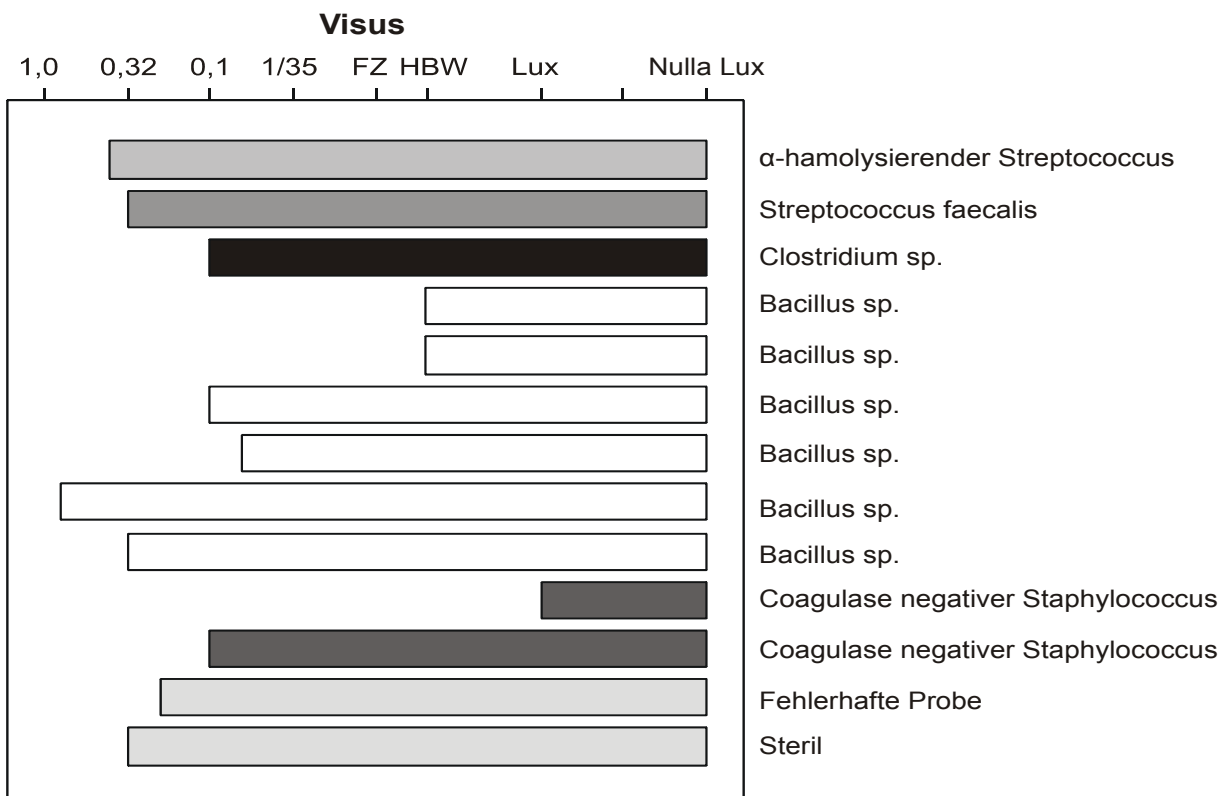 Visus
1,0 0,32 0,1 1/35 FZ HBW Lux Nulla Lux
α-hamolysierender Streptococcus
Streptococcus faecalis
Clostridium sp.
Bacillus sp.
Bacillus sp.
Bacillus sp.
Bacillus sp.
Bacillus sp.
Bacillus sp.
Coagulase negativer Staphylococcus
Coagulase negativer Staphylococcus
Fehlerhafte Probe
Steril